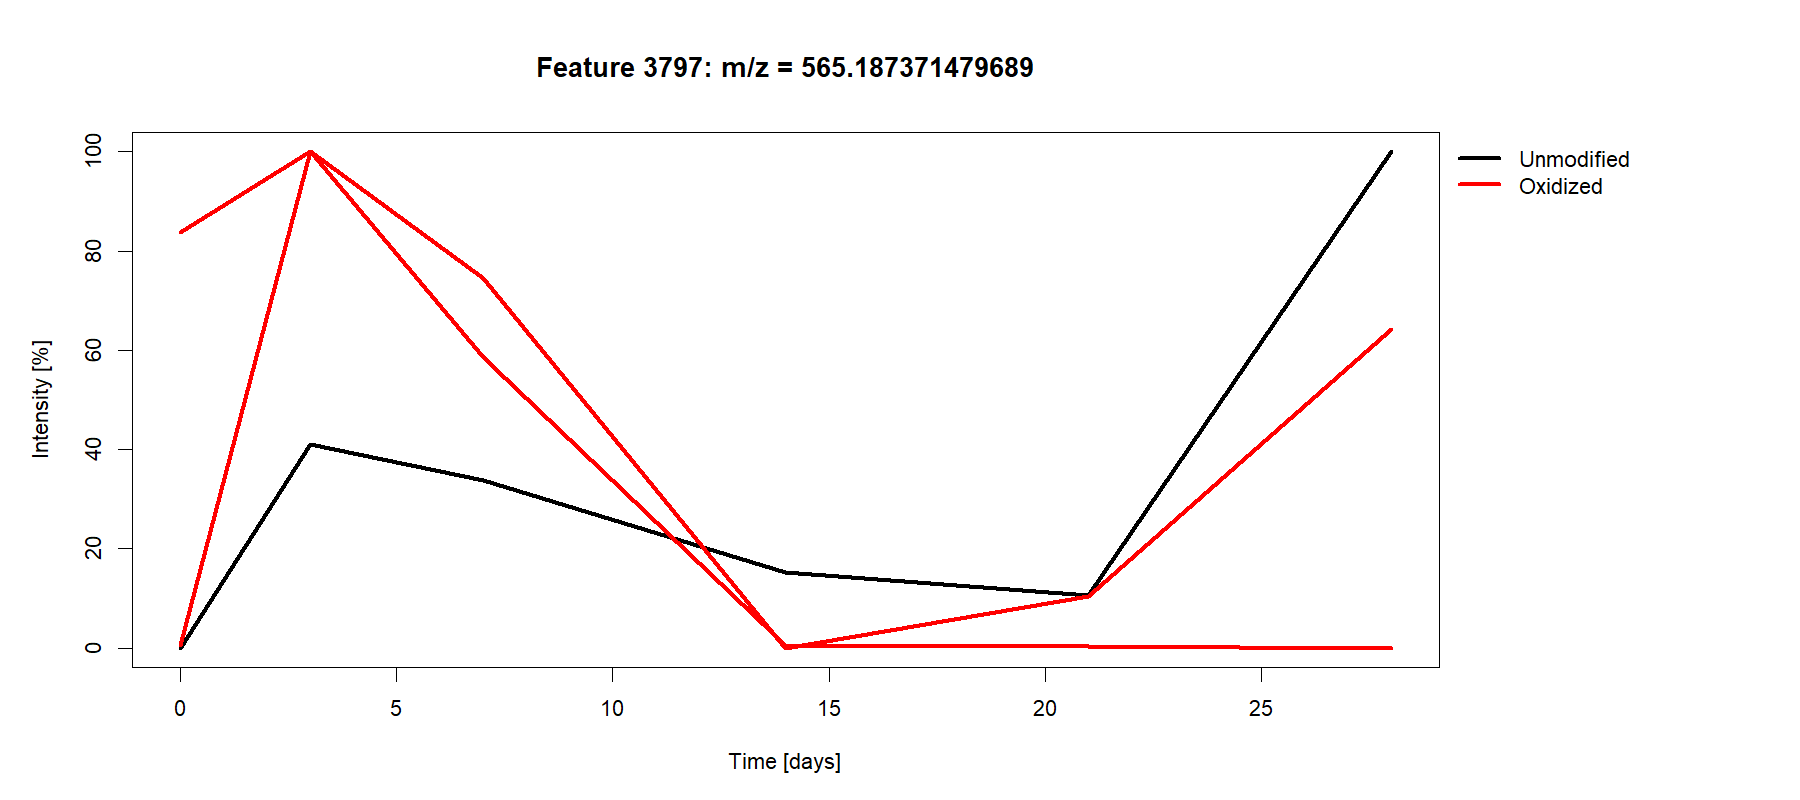 Feature 3797: m/z = 565.187371479689
Unmodified
Oxidized
Intensity [%]
100
80
60
40
20
0
0 5 10 15 20 25
Time [days]